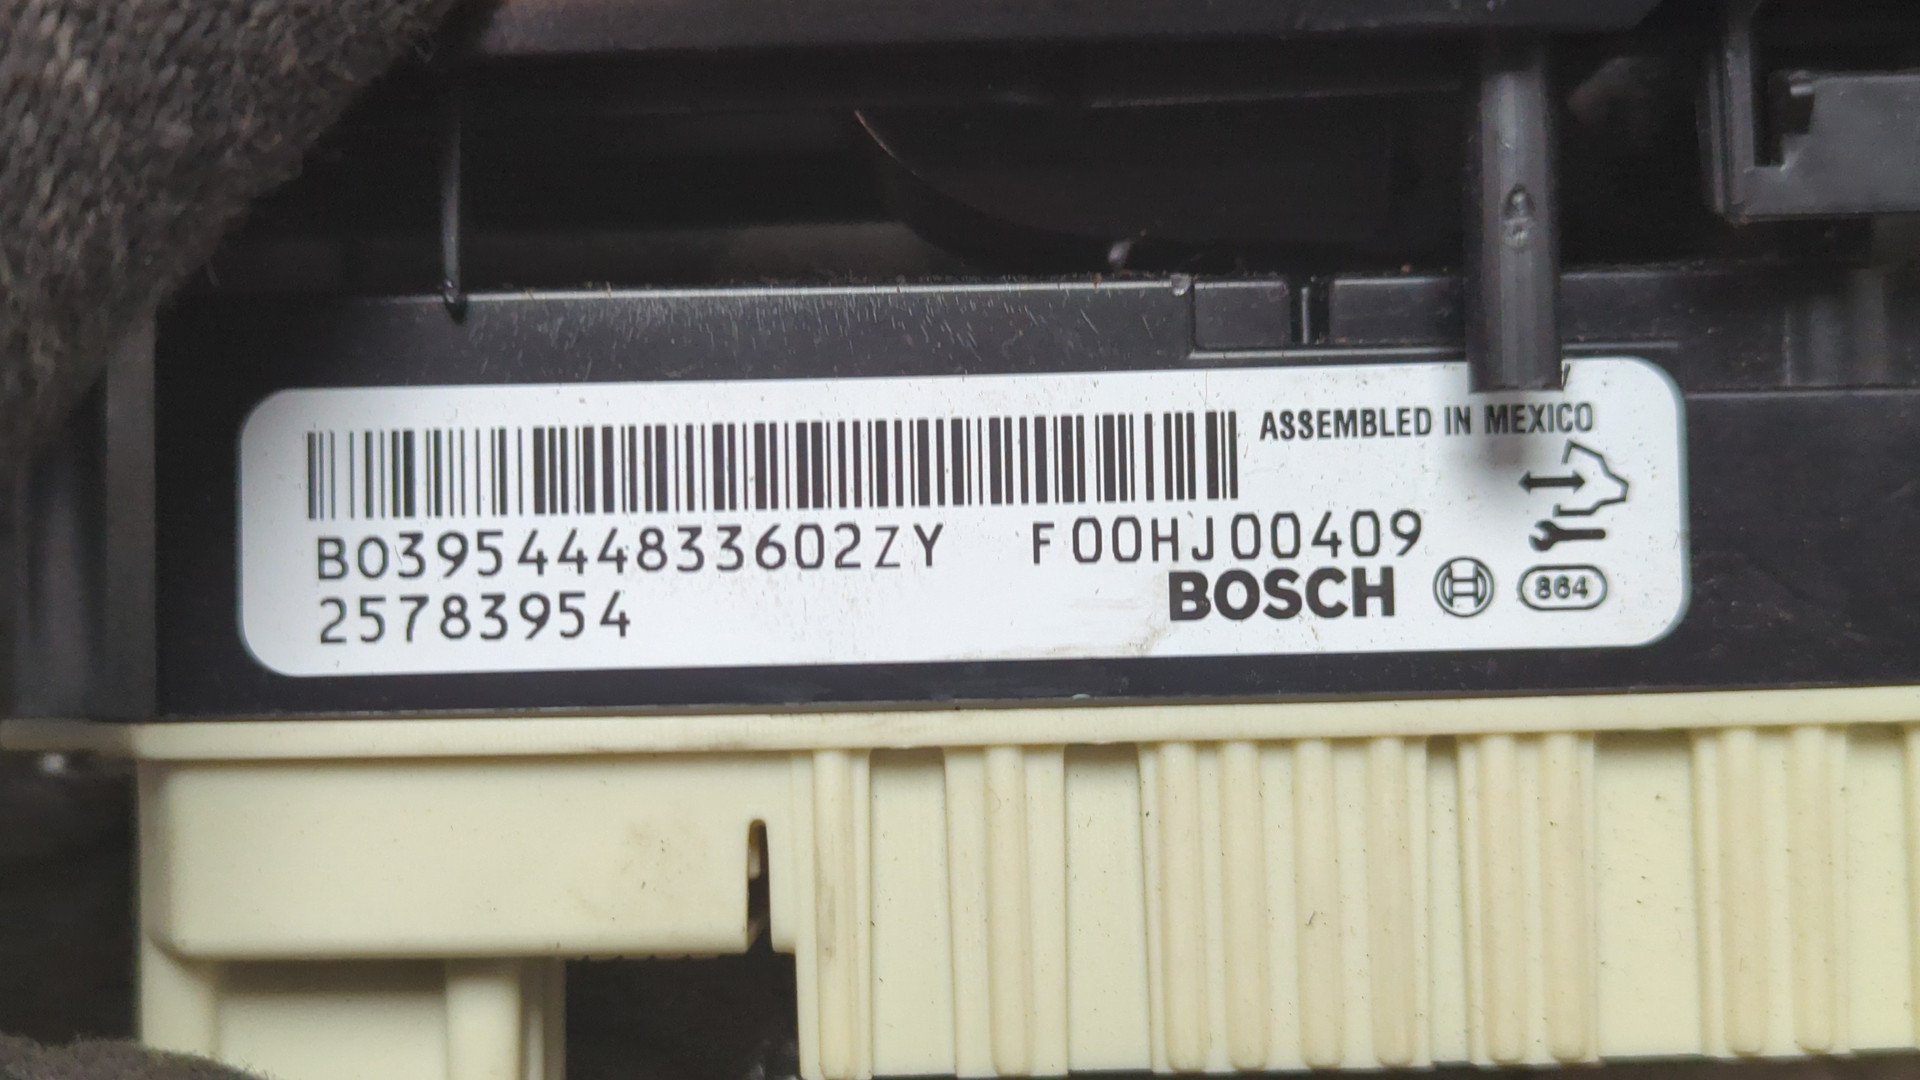 ASSEMBLED IN MEXICO
B0395444833602ZY F00HJ00409
25783954
BOSCH
864